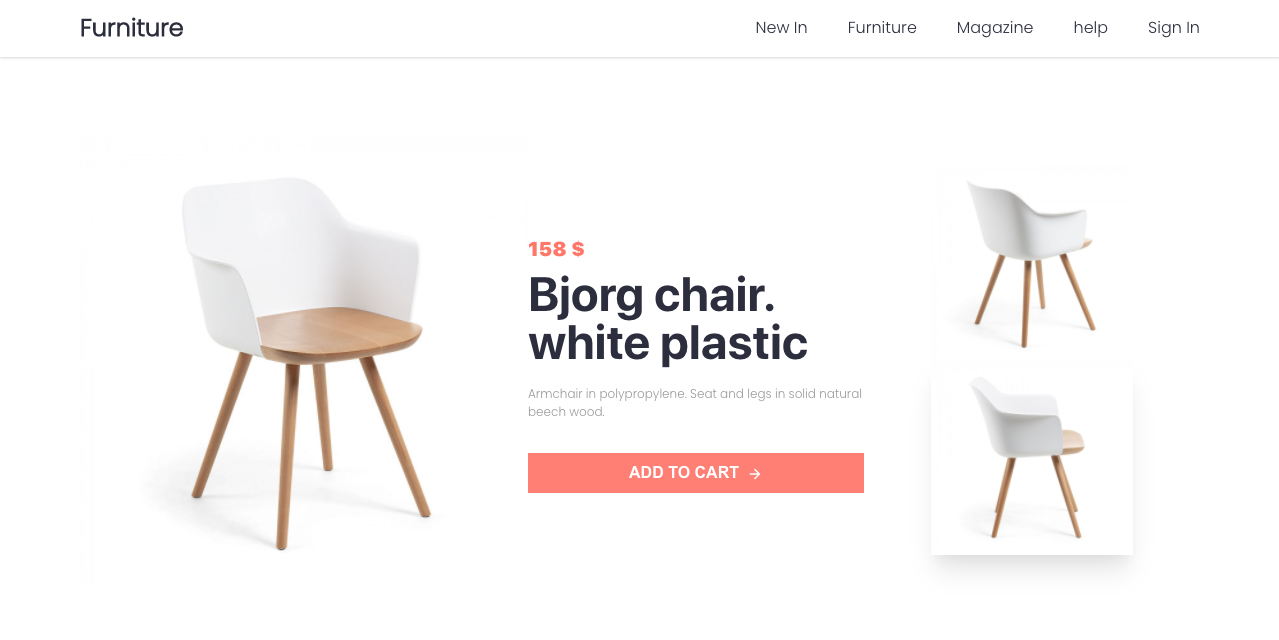 Furniture
New In
Furniture
Magazine
help
Sign In
158 $
Bjorg chair.
white plastic
Armchair in polypropylene. Seat and legs in solid natural
beech wood.
ADD TO CART →